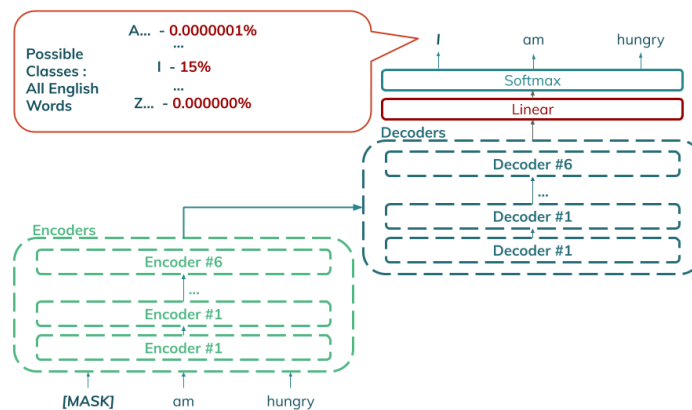 A... - 0.0000001%
...
Possible
Classes :
All English
Words
I - 15%
...
Z... - 0.000000%
I am hungry
Softmax
Linear
Decoders
Decoder #6
...
Decoder #1
Decoder #1
Encoders
Encoder #6
...
Encoder #1
Encoder #1
[MASK] am hungry